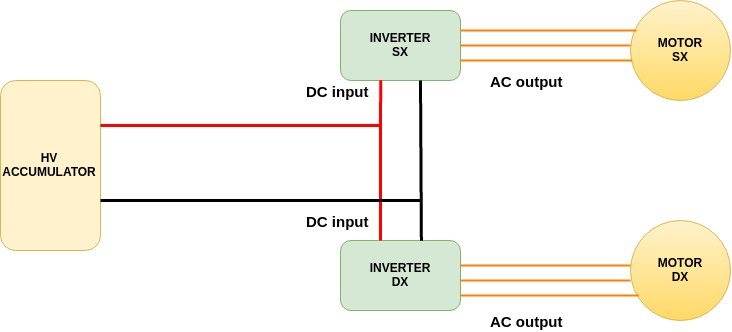 INVERTER
SX
MOTOR
SX
DC input
AC output
HV
ACCUMULATOR
DC input
INVERTER
DX
MOTOR
DX
AC output